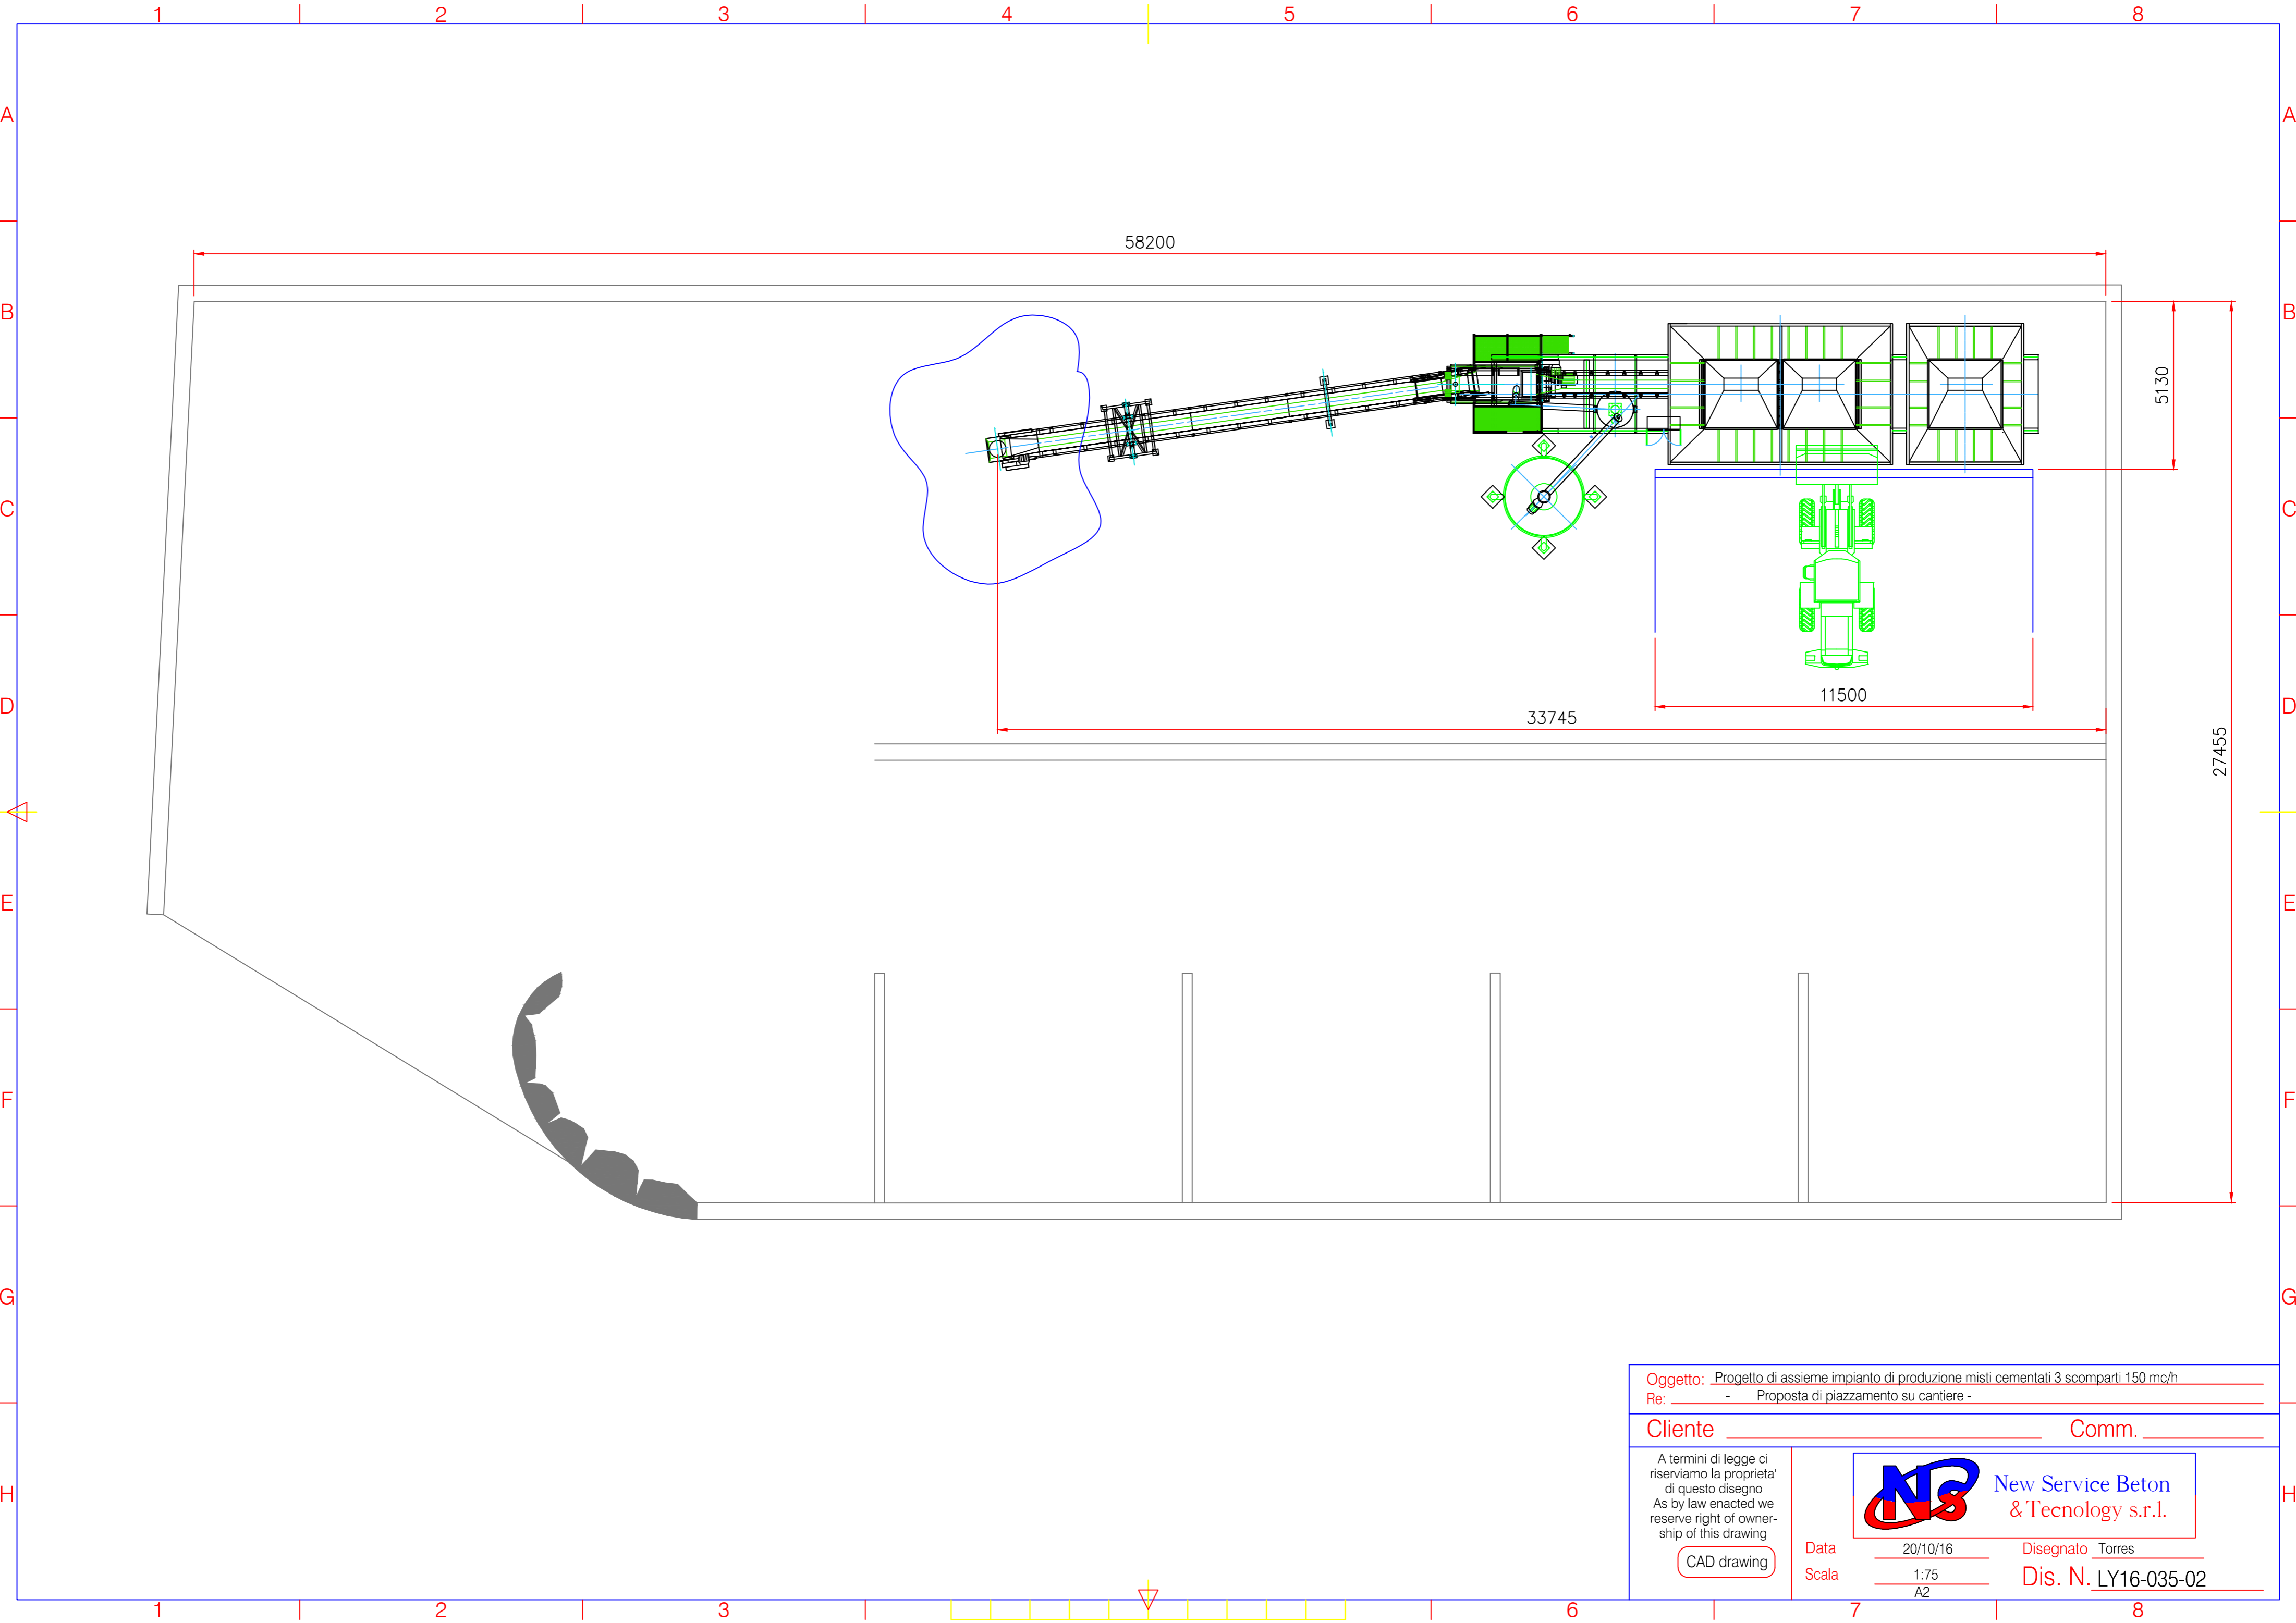 1 2 3 4 5 6 7 8
A A
58200
B B
5130
C C
11500
D D
33745
27455
E E
F F
G G
Oggetto: Progetto di assieme impianto di produzione misti cementati 3 scomparti 150 mc/h
Re: - Proposta di piazzamento su cantiere -
Cliente Comm.
A termini di legge ci
riserviamo la proprieta'
di questo disegno
As by law enacted we
reserve right of owner-
ship of this drawing
CAD drawing
NS
New Service Beton
& Tecnology s.r.l.
H H
Data 20/10/16 Disegnato Torres
Scala 1:75 Dis. N. LY16-035-02
A2
1 2 3 6 7 8